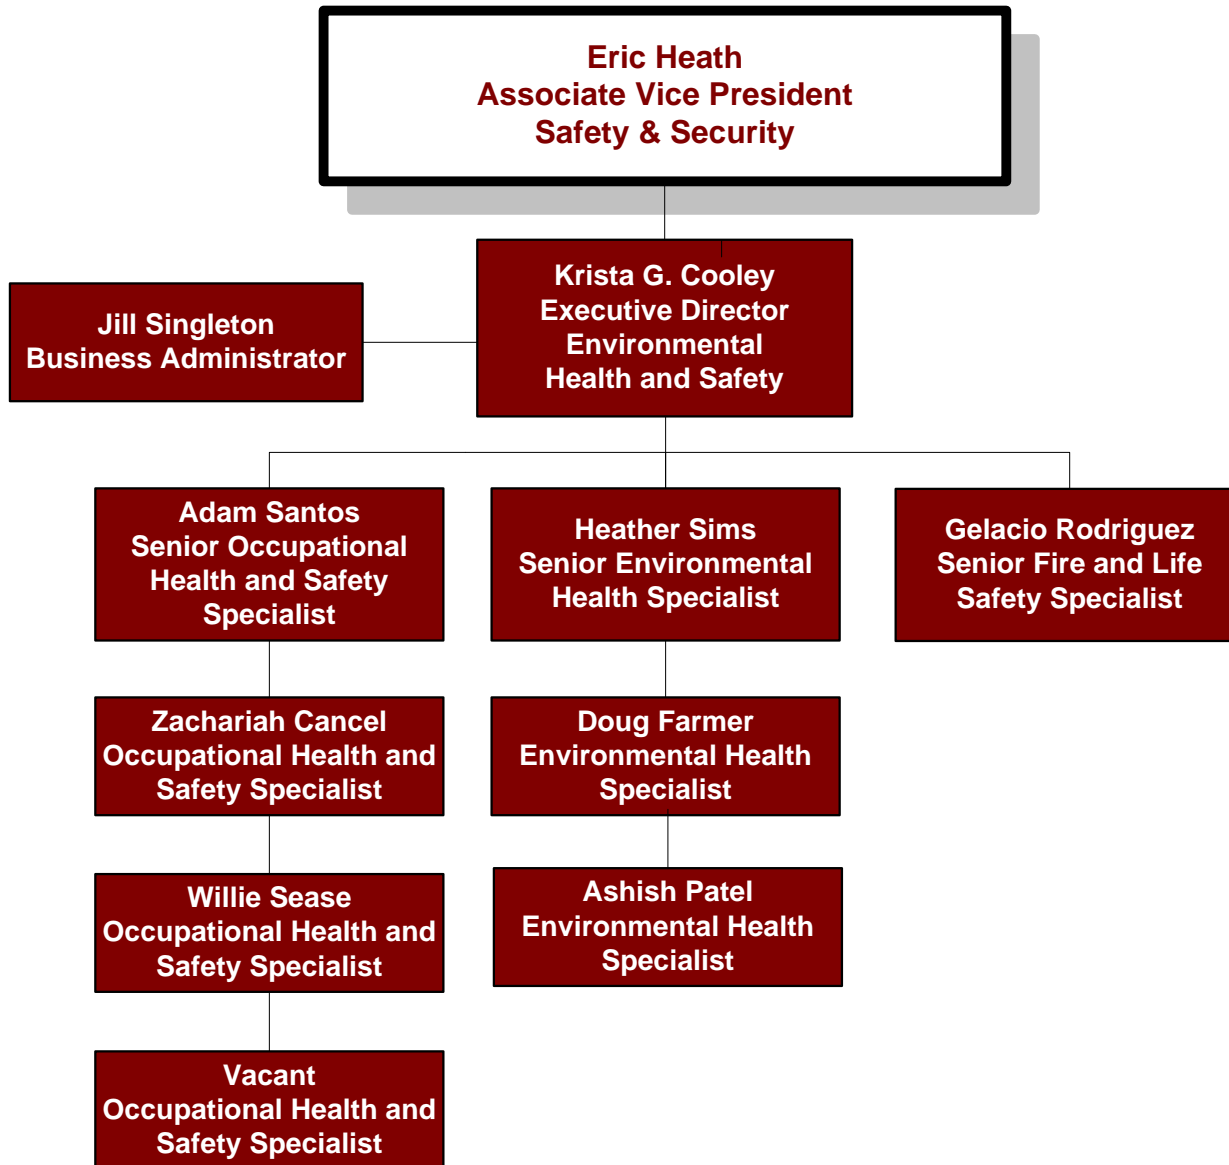 Eric Heath
Associate Vice President
Safety & Security
Krista G. Cooley
Executive Director
Environmental
Health and Safety
Jill Singleton
Business Administrator
Adam Santos
Senior Occupational
Health and Safety
Specialist
Heather Sims
Senior Environmental
Health Specialist
Gelacio Rodriguez
Senior Fire and Life
Safety Specialist
Zachariah Cancel
Occupational Health and
Safety Specialist
Doug Farmer
Environmental Health
Specialist
Willie Sease
Occupational Health and
Safety Specialist
Ashish Patel
Environmental Health
Specialist
Vacant
Occupational Health and
Safety Specialist